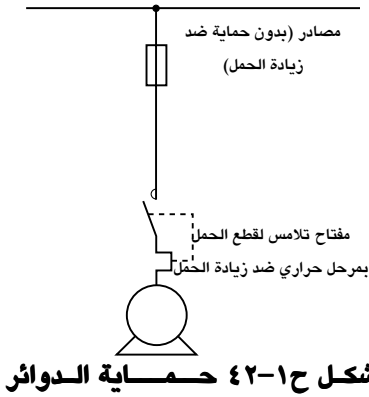 مصادر (بدون حماية ضد
زيادة الحمل)
مفتاح تلامس لقطع الحمل
بمرحل حراري ضد زيادة الحمل
شكل ح١-٤٢ حـمـــــاية الـدوائر